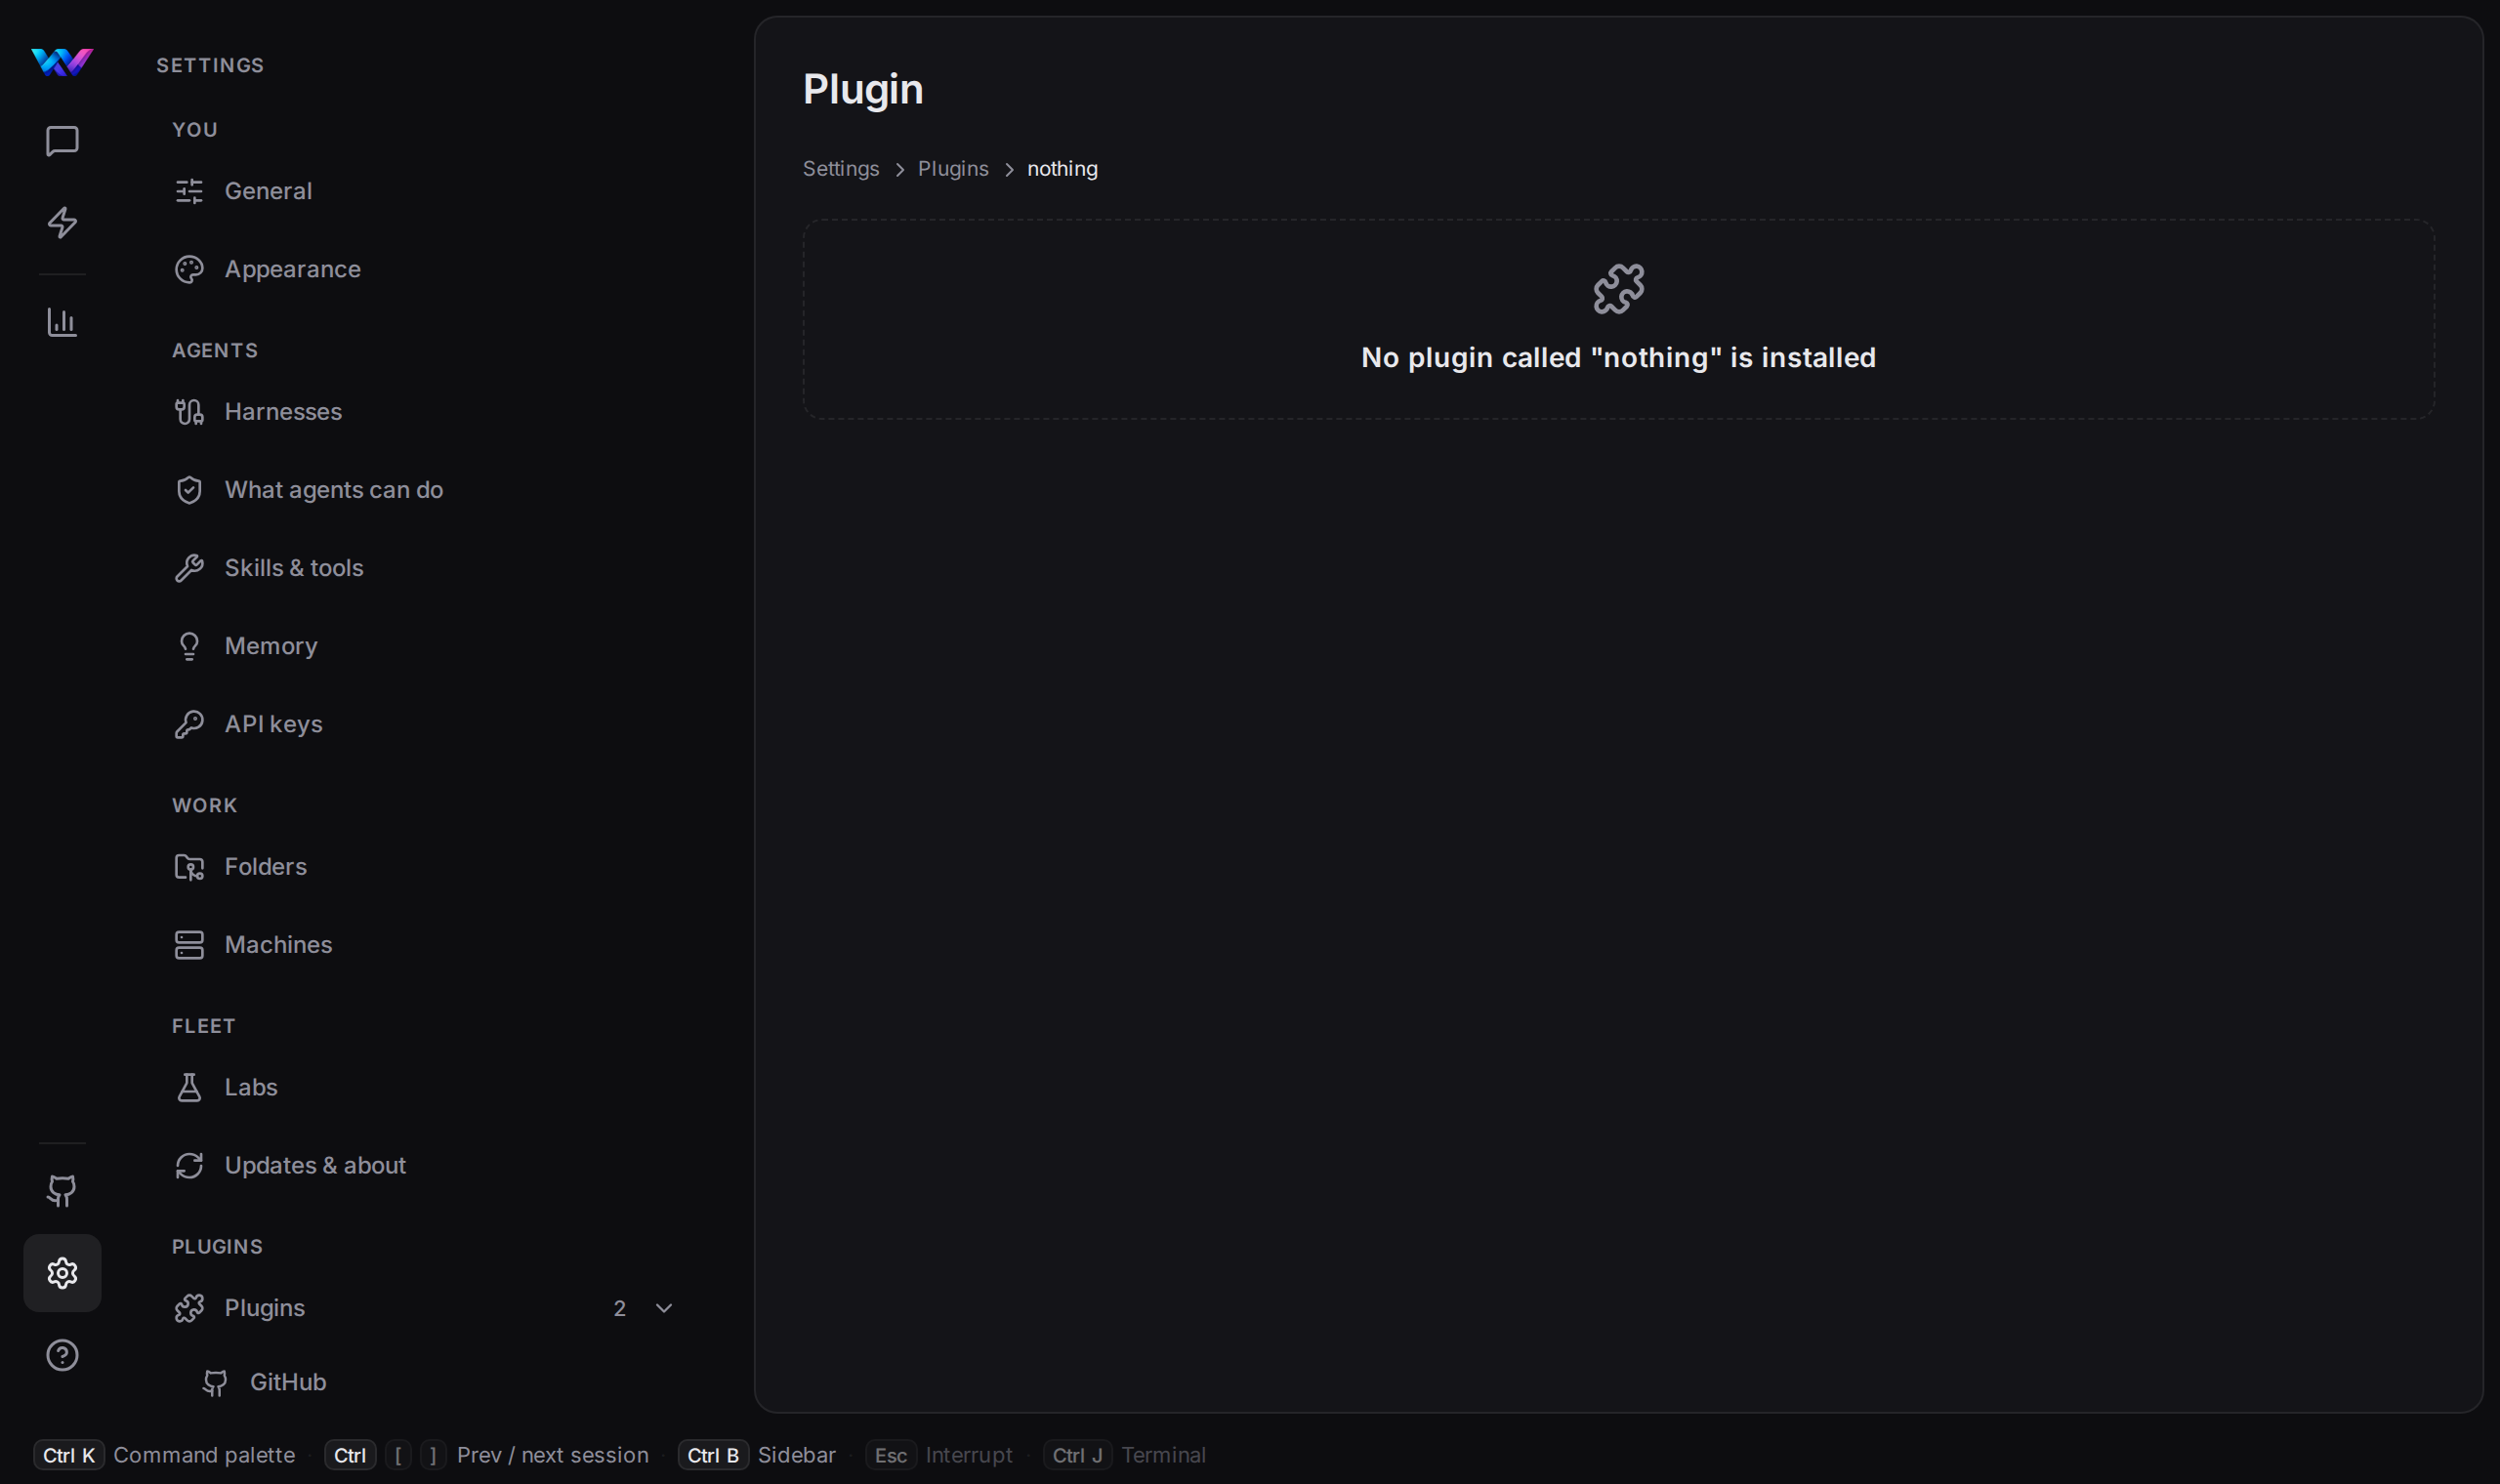 SETTINGS
YOU
General
Appearance
AGENTS
Harnesses
What agents can do
Skills & tools
Memory
API keys
WORK
Folders
Machines
FLEET
Labs
Updates & about
PLUGINS
Plugins 2
GitHub
Plugin
Settings Plugins nothing
No plugin called "nothing" is installed
Ctrl K Command palette · Ctrl [ ] Prev / next session · Ctrl B Sidebar · Esc Interrupt · Ctrl J Terminal